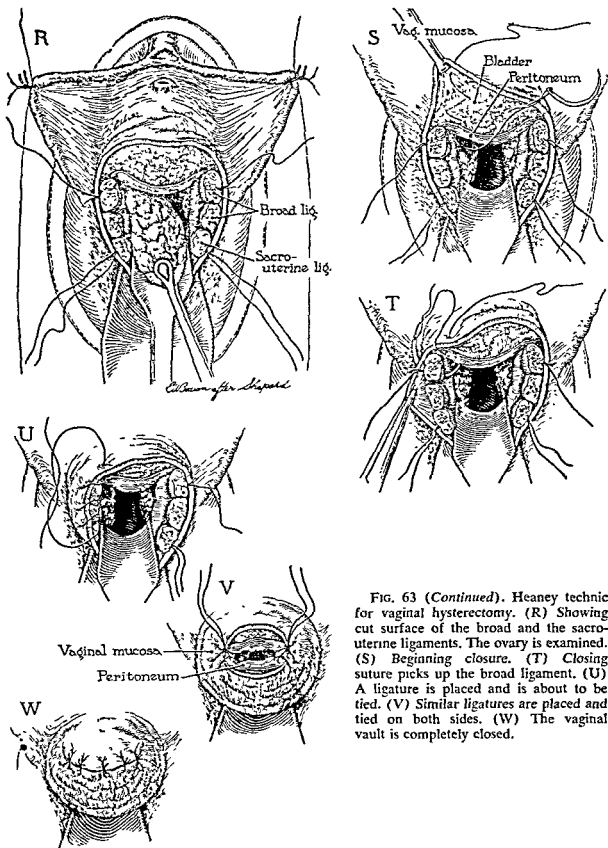 R
Broad lig.
Sacro-
uterine lig.
S
Vag. mucosa
Bladder
Peritoneum
T
U
V
Vaginal mucosa
Peritoneum
W
FIG. 63 (Continued). Heaney technic
for vaginal hysterectomy. (R) Showing
cut surface of the broad and the sacro-
uterine ligaments. The ovary is examined.
(S) Beginning closure. (T) Closing
suture picks up the broad ligament. (U)
A ligature is placed and is about to be
tied. (V) Similar ligatures are placed and
tied on both sides. (W) The vaginal
vault is completely closed.